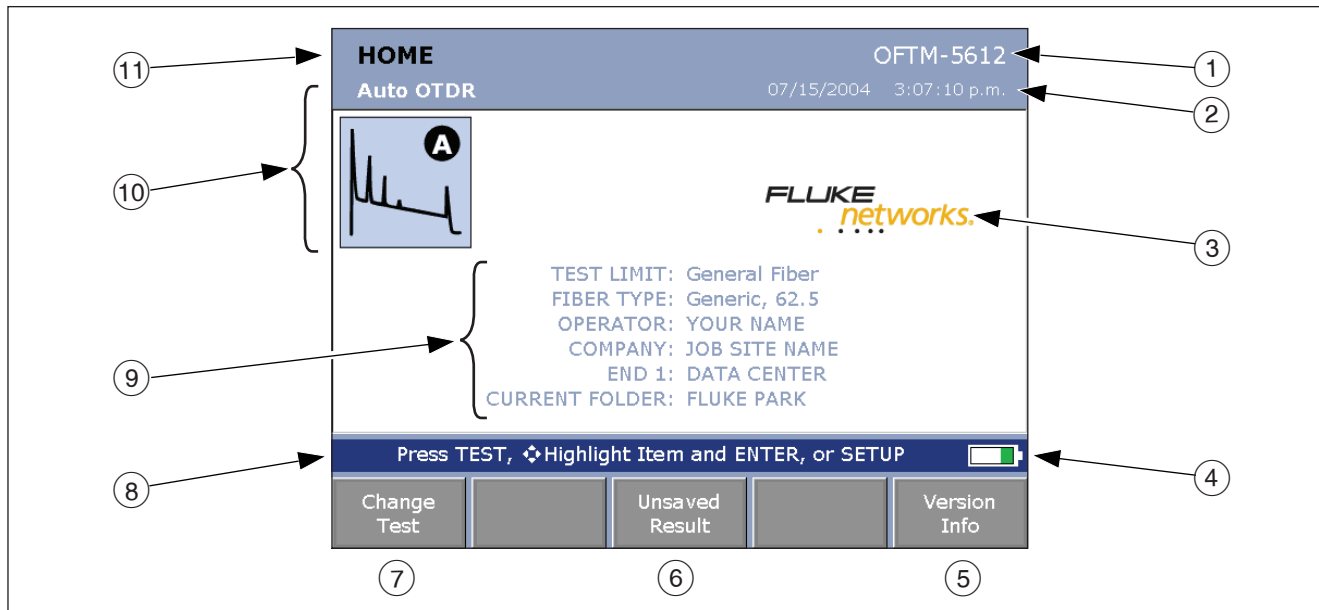 HOME
OFTM-5612
Auto OTDR
07/15/2004 3:07:10 p.m.
A
FLUKE
networks.
TEST LIMIT: General Fiber
FIBER TYPE: Generic, 62.5
OPERATOR: YOUR NAME
COMPANY: JOB SITE NAME
END 1: DATA CENTER
CURRENT FOLDER: FLUKE PARK
Press TEST, Highlight Item and ENTER, or SETUP
Change
Test
Unsaved
Result
Version
Info
1
2
3
4
5
6
7
8
9
10
11